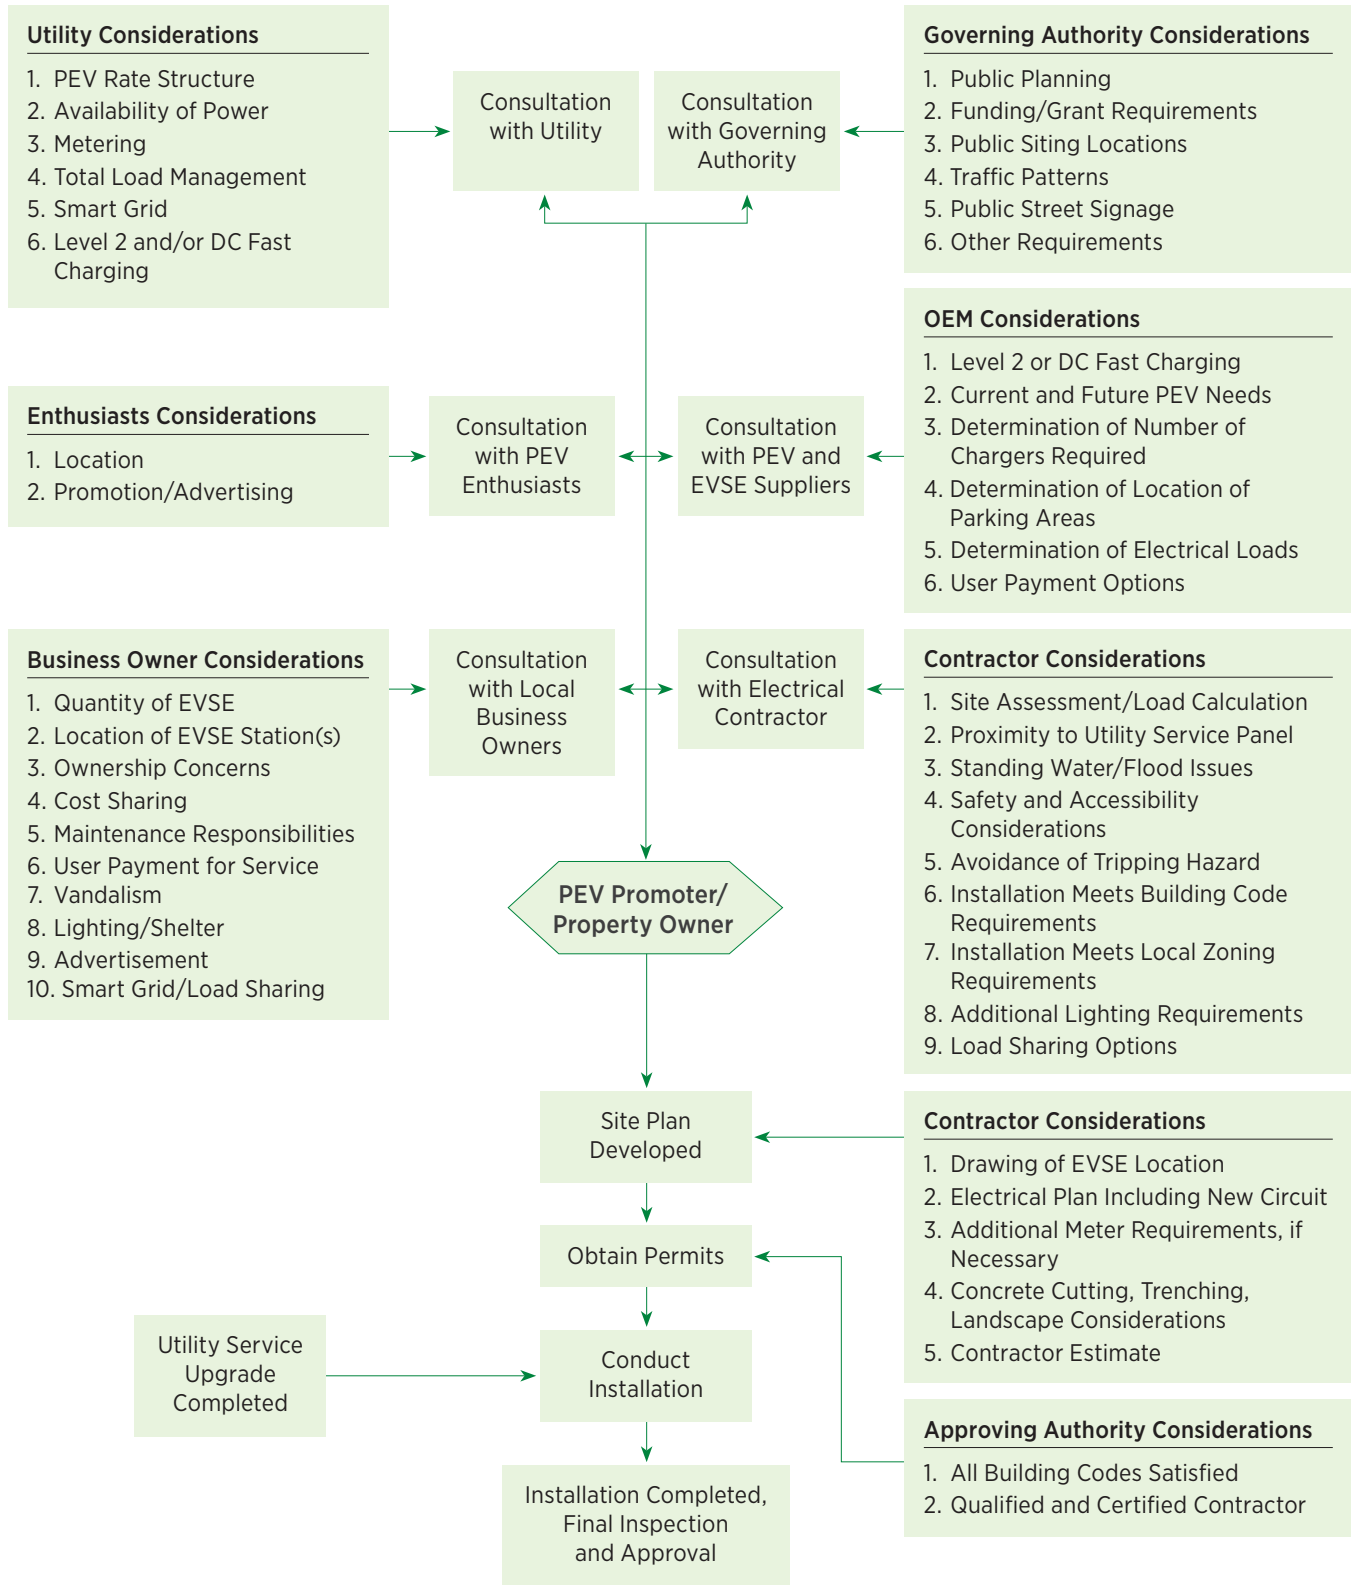 Utility Considerations
1. PEV Rate Structure
2. Availability of Power
3. Metering
4. Total Load Management
5. Smart Grid
6. Level 2 and/or DC Fast
Charging
Consultation
with Utility
Consultation
with Governing
Authority
Governing Authority Considerations
1. Public Planning
2. Funding/Grant Requirements
3. Public Siting Locations
4. Traffic Patterns
5. Public Street Signage
6. Other Requirements
Enthusiasts Considerations
1. Location
2. Promotion/Advertising
Consultation
with PEV
Enthusiasts
Consultation
with PEV and
EVSE Suppliers
OEM Considerations
1. Level 2 or DC Fast Charging
2. Current and Future PEV Needs
3. Determination of Number of
Chargers Required
4. Determination of Location of
Parking Areas
5. Determination of Electrical Loads
6. User Payment Options
Business Owner Considerations
1. Quantity of EVSE
2. Location of EVSE Station(s)
3. Ownership Concerns
4. Cost Sharing
5. Maintenance Responsibilities
6. User Payment for Service
7. Vandalism
8. Lighting/Shelter
9. Advertisement
10. Smart Grid/Load Sharing
Consultation
with Local
Business
Owners
Consultation
with Electrical
Contractor
Contractor Considerations
1. Site Assessment/Load Calculation
2. Proximity to Utility Service Panel
3. Standing Water/Flood Issues
4. Safety and Accessibility
Considerations
5. Avoidance of Tripping Hazard
6. Installation Meets Building Code
Requirements
7. Installation Meets Local Zoning
Requirements
8. Additional Lighting Requirements
9. Load Sharing Options
PEV Promoter/
Property Owner
Site Plan
Developed
Contractor Considerations
1. Drawing of EVSE Location
2. Electrical Plan Including New Circuit
3. Additional Meter Requirements, if
Necessary
4. Concrete Cutting, Trenching,
Landscape Considerations
5. Contractor Estimate
Obtain Permits
Utility Service
Upgrade
Completed
Conduct
Installation
Approving Authority Considerations
1. All Building Codes Satisfied
2. Qualified and Certified Contractor
Installation Completed,
Final Inspection
and Approval